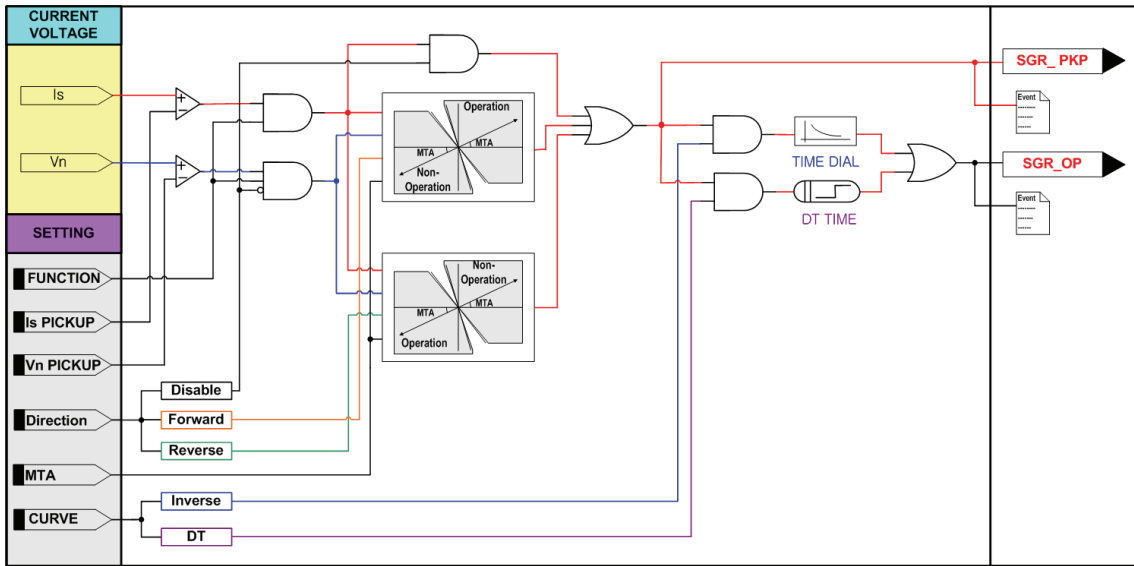 CURRENT
VOLTAGE
Is
Vn
SETTING
FUNCTION
Is PICKUP
Vn PICKUP
Direction
MTA
CURVE
Disable
Forward
Reverse
Inverse
DT
+
−
+
−
Operation
MTA
MTA
Non-
Operation
Non-
Operation
MTA
MTA
Operation
TIME DIAL
DT TIME
SGR_ PKP
Event
SGR_OP
Event